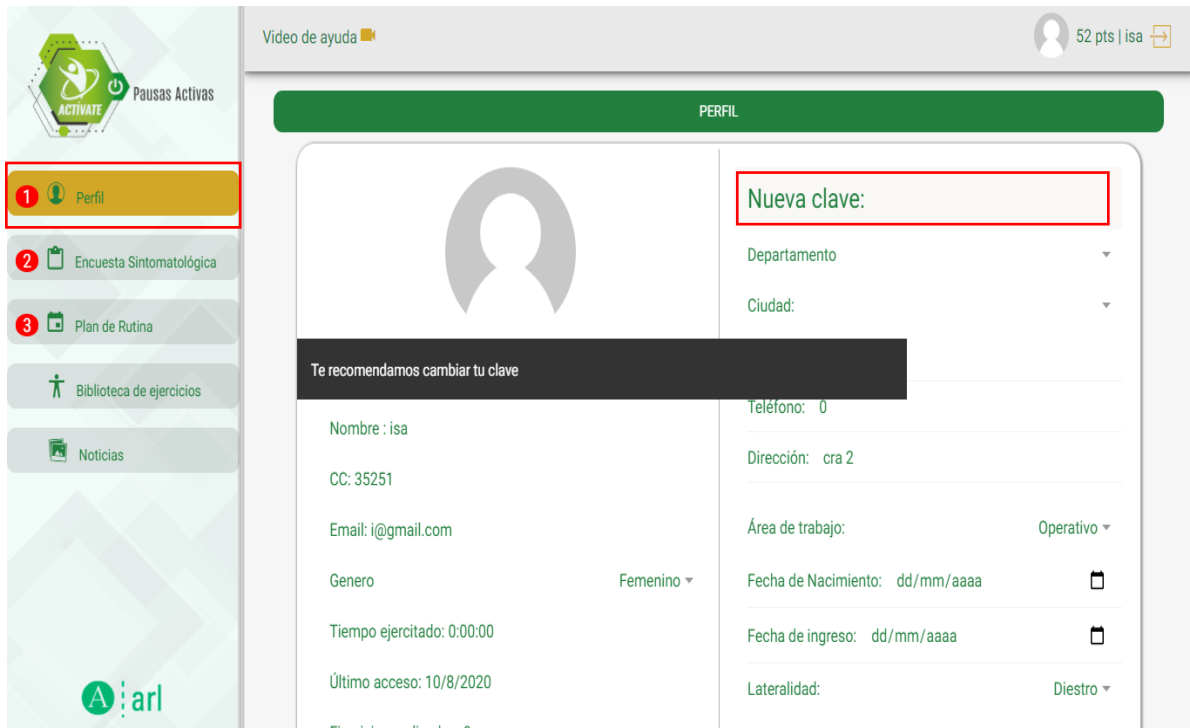 Video de ayuda
52 pts | isa
ACTÍVATE
Pausas Activas
PERFIL
1 Perfil
2 Encuesta Sintomatológica
3 Plan de Rutina
Biblioteca de ejercicios
Noticias
A arl
Te recomendamos cambiar tu clave
Nombre : isa
CC: 35251
Email: i@gmail.com
Genero Femenino
Tiempo ejercitado: 0:00:00
Último acceso: 10/8/2020
Nueva clave:
Departamento
Ciudad:
Teléfono: 0
Dirección: cra 2
Área de trabajo: Operativo
Fecha de Nacimiento: dd/mm/aaaa
Fecha de ingreso: dd/mm/aaaa
Lateralidad: Diestro